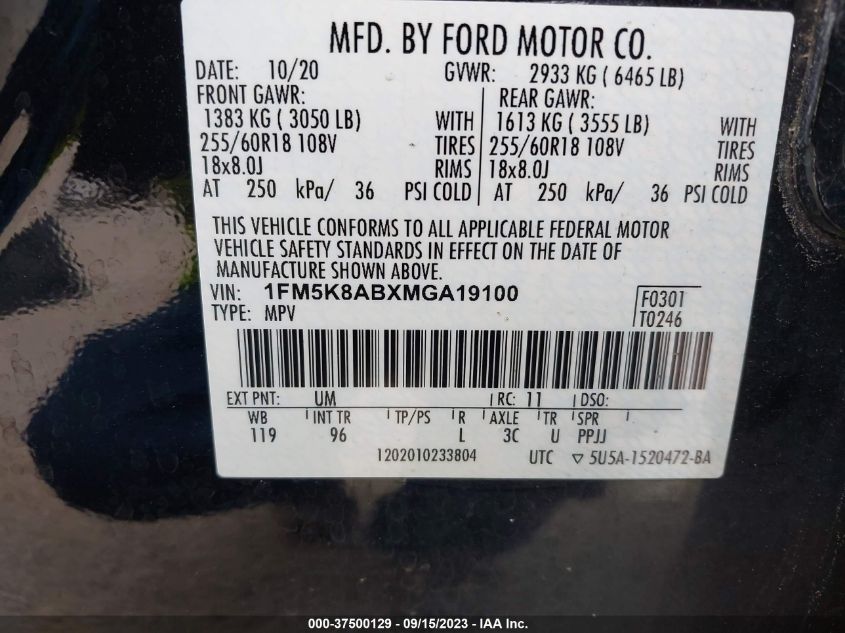 MFD. BY FORD MOTOR CO.
DATE: 10/20 GVWR: 2933 KG ( 6465 LB)
FRONT GAWR: REAR GAWR:
1383 KG ( 3050 LB) WITH 1613 KG ( 3555 LB) WITH
255/60R18 108V TIRES 255/60R18 108V TIRES
18x8.0J RIMS 18x8.0J RIMS
AT 250 kPa/ 36 PSI COLD AT 250 kPa/ 36 PSI COLD
THIS VEHICLE CONFORMS TO ALL APPLICABLE FEDERAL MOTOR
VEHICLE SAFETY STANDARDS IN EFFECT ON THE DATE OF
MANUFACTURE SHOWN ABOVE.
VIN: 1FM5K8ABXMGA19100 F0301
TYPE: MPV T0246
EXT PNT: UM RC: 11 DSO:
WB INT TR TP/PS R AXLE TR SPR
119 96 L 3C U PPJJ
1202010233804 UTC ▽ 5U5A-1520472-BA
000-37500129 - 09/15/2023 - IAA Inc.